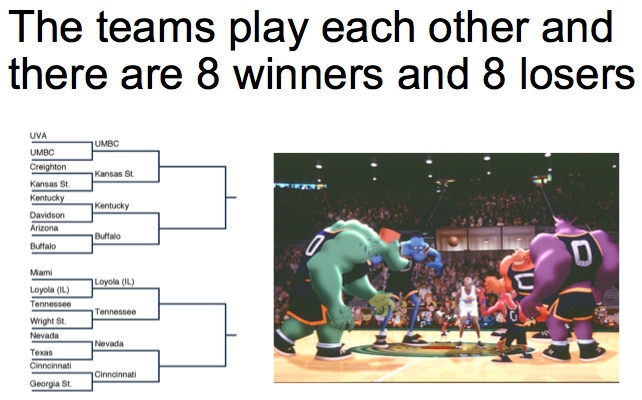 The teams play each other and
there are 8 winners and 8 losers
UVA
UMBC
UMBC
Creighton
Kansas St.
Kansas St.
Kentucky
Kentucky
Davidson
Arizona
Buffalo
Buffalo
Miami
Loyola (IL)
Loyola (IL)
Tennessee
Tennessee
Wright St.
Nevada
Nevada
Texas
Cinncinnati
Cinncinnati
Georgia St.
0
0